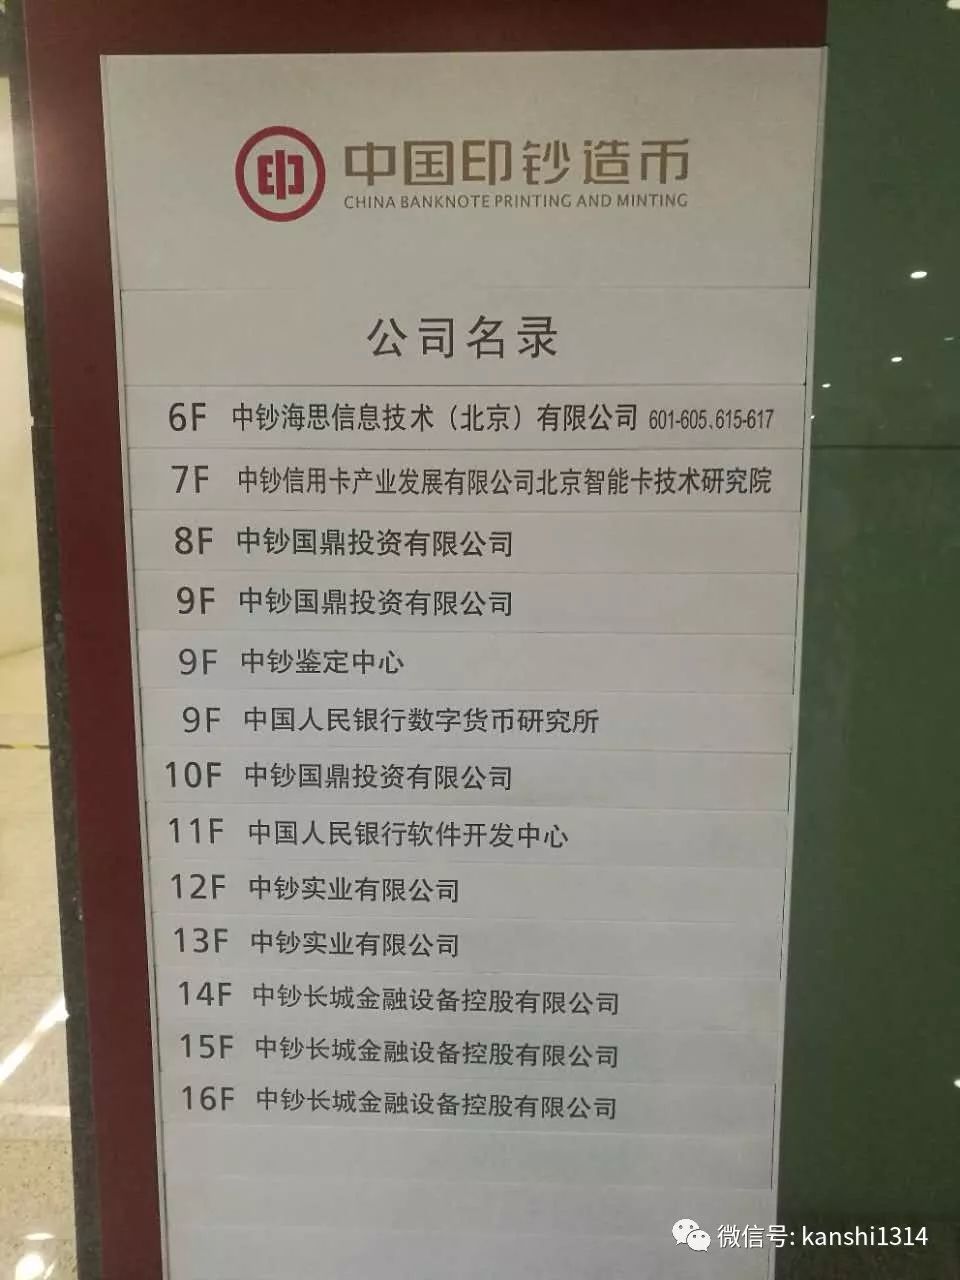 印
中国印钞造币
CHINA BANKNOTE PRINTING AND MINTING
公司名录
6F 中钞海思信息技术（北京）有限公司 601-605、615-617
7F 中钞信用卡产业发展有限公司北京智能卡技术研究院
8F 中钞国鼎投资有限公司
9F 中钞国鼎投资有限公司
9F 中钞鉴定中心
9F 中国人民银行数字货币研究所
10F 中钞国鼎投资有限公司
11F 中国人民银行软件开发中心
12F 中钞实业有限公司
13F 中钞实业有限公司
14F 中钞长城金融设备控股有限公司
15F 中钞长城金融设备控股有限公司
16F 中钞长城金融设备控股有限公司
微信号: kanshi1314